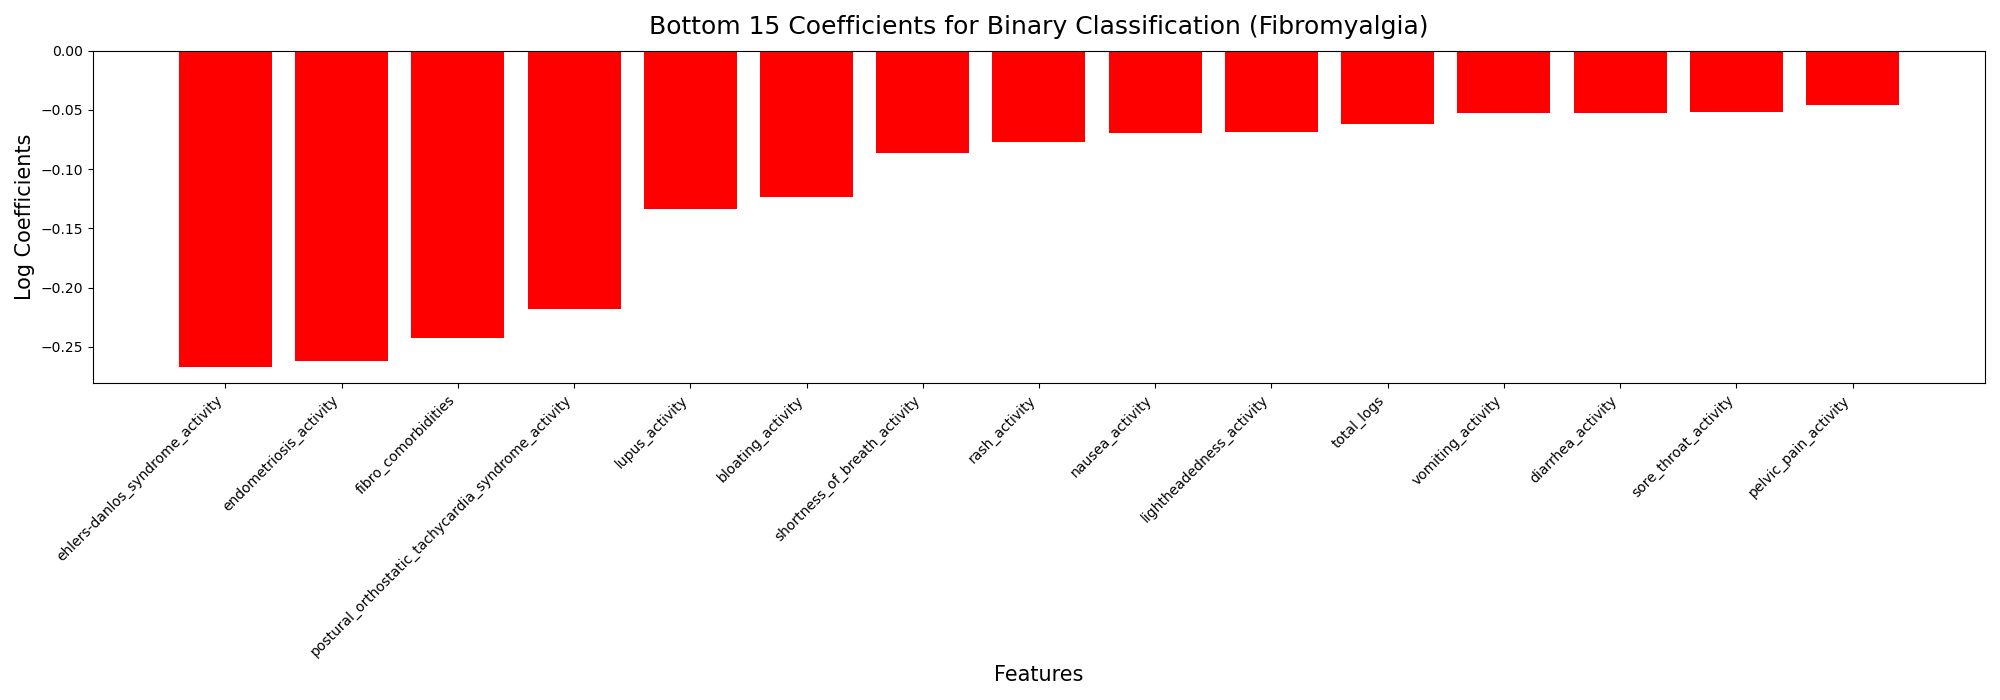 Bottom 15 Coefficients for Binary Classification (Fibromyalgia)
Log Coefficients
0.00
−0.05
−0.10
−0.15
−0.20
−0.25
ehlers-danlos_syndrome_activity
endometriosis_activity
fibro_comorbidities
postural_orthostatic_tachycardia_syndrome_activity
lupus_activity
bloating_activity
shortness_of_breath_activity
rash_activity
nausea_activity
lightheadedness_activity
total_logs
vomiting_activity
diarrhea_activity
sore_throat_activity
pelvic_pain_activity
Features